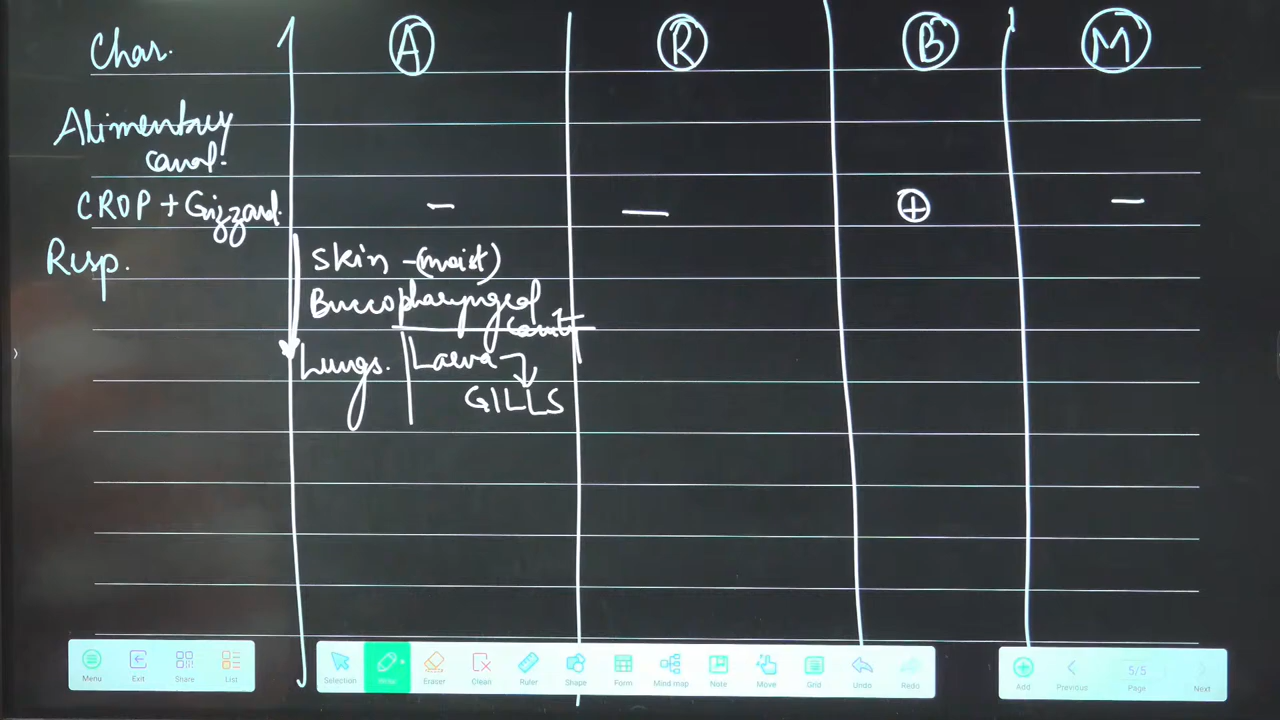 Char. A R B M
Alimentary
canal.
CROP + Gizzard. - — + —
Resp. Skin - (moist)
Buccopharyngeal
cavity
Lungs. Larva
GILLS
Menu Exit Share List Selection Write Eraser Clean Ruler Shape Form Mind map Note Move Grid Undo Redo Add Previous 5/5 Page Next